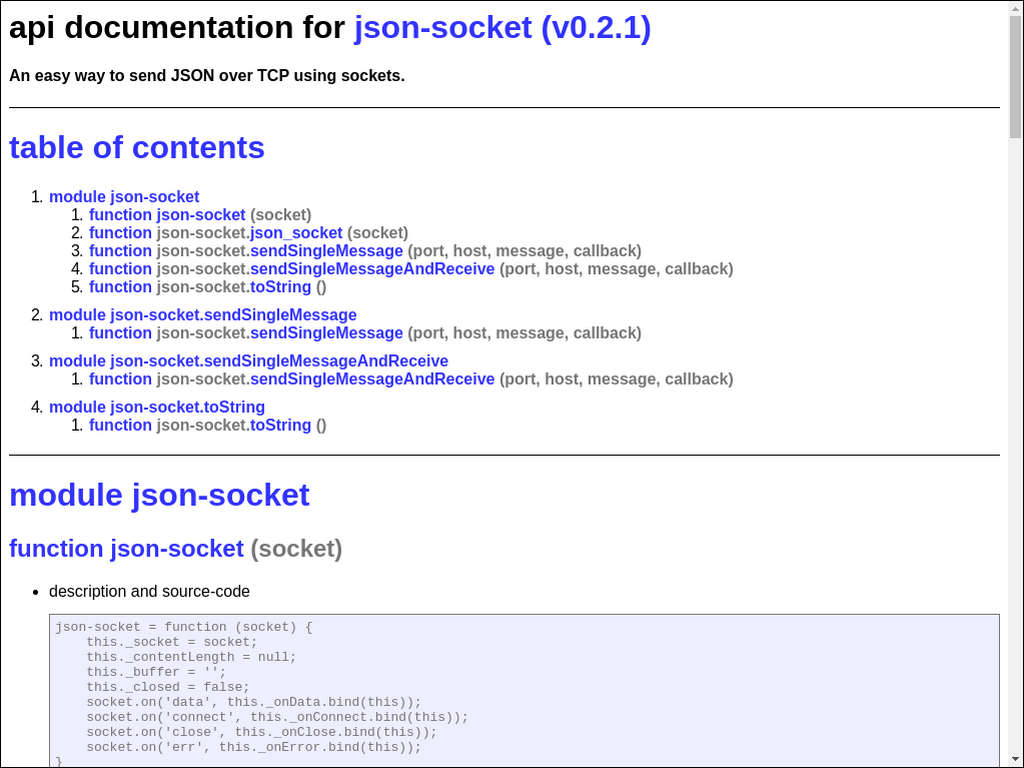 api documentation for json-socket (v0.2.1)
An easy way to send JSON over TCP using sockets.
table of contents
1. module json-socket
1. function json-socket (socket)
2. function json-socket.json_socket (socket)
3. function json-socket.sendSingleMessage (port, host, message, callback)
4. function json-socket.sendSingleMessageAndReceive (port, host, message, callback)
5. function json-socket.toString ()
2. module json-socket.sendSingleMessage
1. function json-socket.sendSingleMessage (port, host, message, callback)
3. module json-socket.sendSingleMessageAndReceive
1. function json-socket.sendSingleMessageAndReceive (port, host, message, callback)
4. module json-socket.toString
1. function json-socket.toString ()
module json-socket
function json-socket (socket)
• description and source-code
json-socket = function (socket) {
    this._socket = socket;
    this._contentLength = null;
    this._buffer = '';
    this._closed = false;
    socket.on('data', this._onData.bind(this));
    socket.on('connect', this._onConnect.bind(this));
    socket.on('close', this._onClose.bind(this));
    socket.on('err', this._onError.bind(this));
}